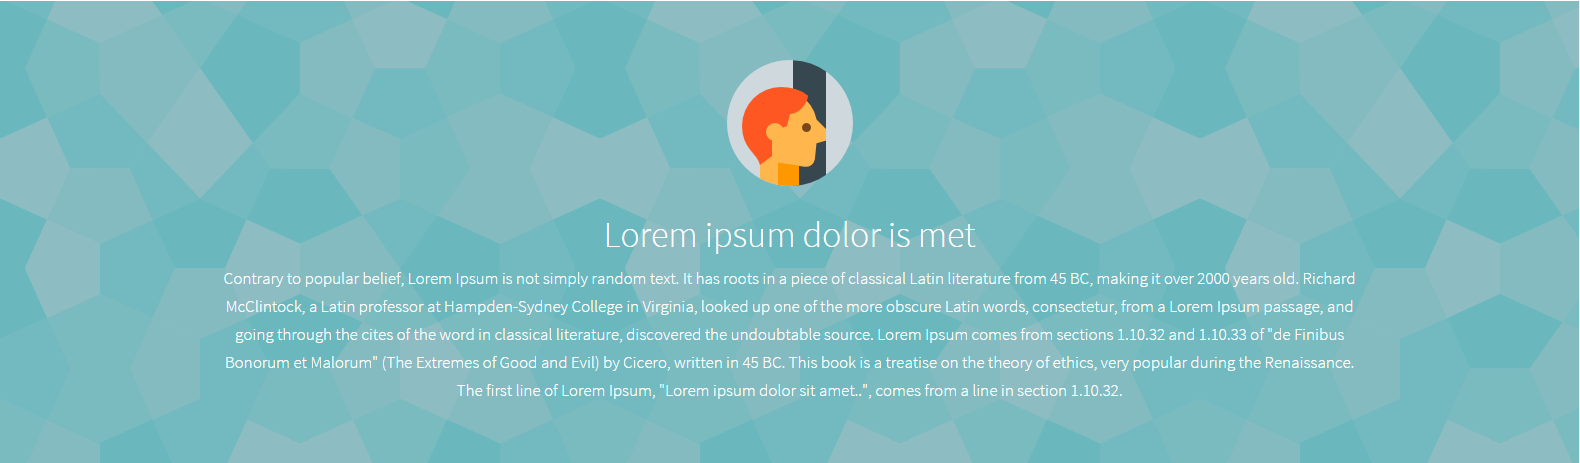 Lorem ipsum dolor is met
Contrary to popular belief, Lorem Ipsum is not simply random text. It has roots in a piece of classical Latin literature from 45 BC, making it over 2000 years old. Richard
McClintock, a Latin professor at Hampden-Sydney College in Virginia, looked up one of the more obscure Latin words, consectetur, from a Lorem Ipsum passage, and
going through the cites of the word in classical literature, discovered the undoubtable source. Lorem Ipsum comes from sections 1.10.32 and 1.10.33 of "de Finibus
Bonorum et Malorum" (The Extremes of Good and Evil) by Cicero, written in 45 BC. This book is a treatise on the theory of ethics, very popular during the Renaissance.
The first line of Lorem Ipsum, "Lorem ipsum dolor sit amet..", comes from a line in section 1.10.32.